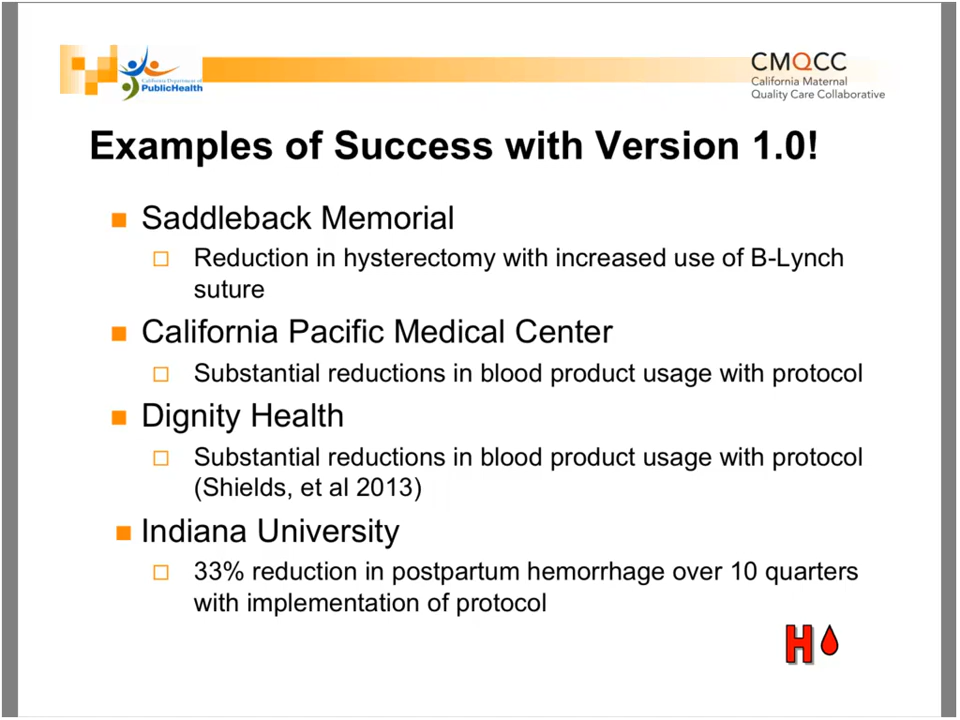 California Department of
PublicHealth
CMQCC
California Maternal
Quality Care Collaborative
Examples of Success with Version 1.0!
Saddleback Memorial
Reduction in hysterectomy with increased use of B-Lynch
suture
California Pacific Medical Center
Substantial reductions in blood product usage with protocol
Dignity Health
Substantial reductions in blood product usage with protocol
(Shields, et al 2013)
Indiana University
33% reduction in postpartum hemorrhage over 10 quarters
with implementation of protocol
H